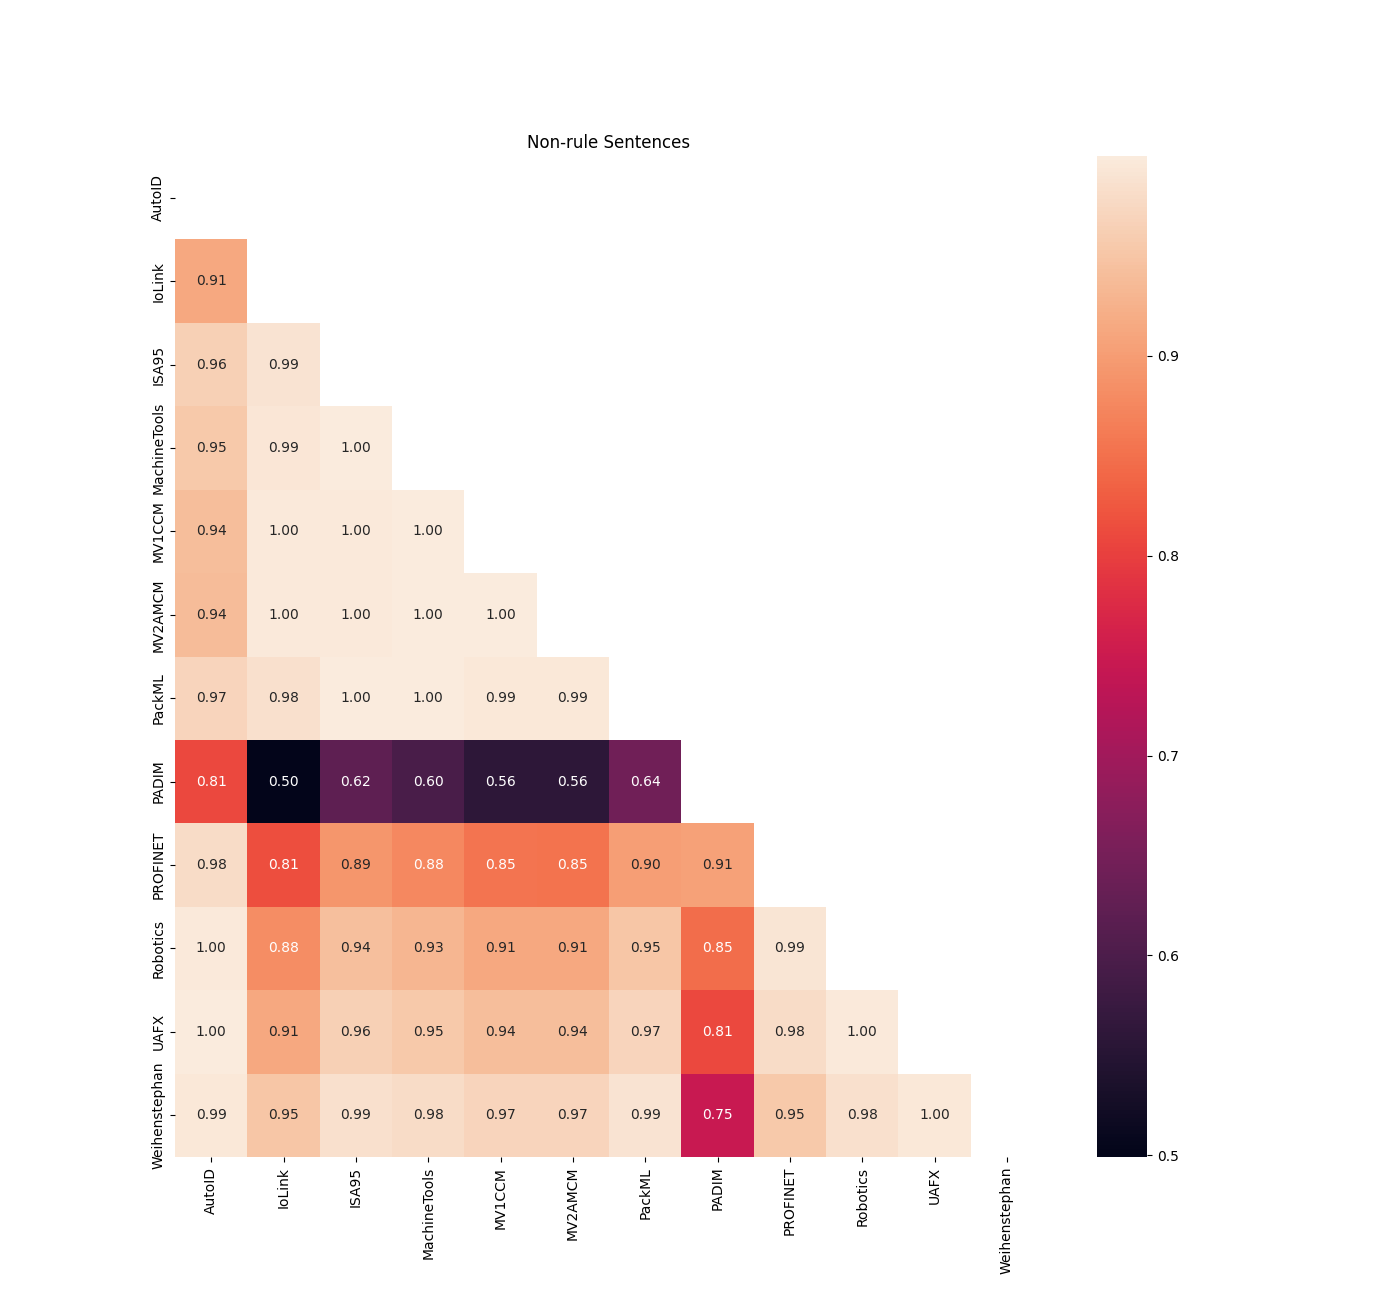 Non-rule Sentences
AutoID
IoLink 0.91
ISA95 0.96 0.99
0.9
MachineTools 0.95 0.99 1.00
MV1CCM 0.94 1.00 1.00 1.00
0.8
MV2AMCM 0.94 1.00 1.00 1.00 1.00
PackML 0.97 0.98 1.00 1.00 0.99 0.99
0.7
PADIM 0.81 0.50 0.62 0.60 0.56 0.56 0.64
PROFINET 0.98 0.81 0.89 0.88 0.85 0.85 0.90 0.91
Robotics 1.00 0.88 0.94 0.93 0.91 0.91 0.95 0.85 0.99
0.6
UAFX 1.00 0.91 0.96 0.95 0.94 0.94 0.97 0.81 0.98 1.00
Weihenstephan 0.99 0.95 0.99 0.98 0.97 0.97 0.99 0.75 0.95 0.98 1.00
0.5
AutoID IoLink ISA95 MachineTools MV1CCM MV2AMCM PackML PADIM PROFINET Robotics UAFX Weihenstephan